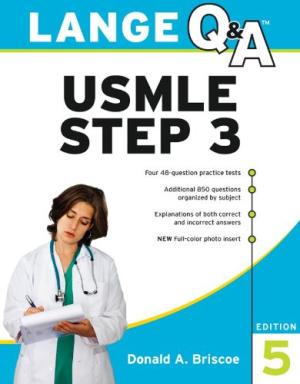 LANGE Q&A™
USMLE
STEP 3
Four 48-question practice tests
Additional 850 questions
organized by subject
Explanations of both correct
and incorrect answers
NEW Full-color photo insert
EDITION
5
Donald A. Briscoe